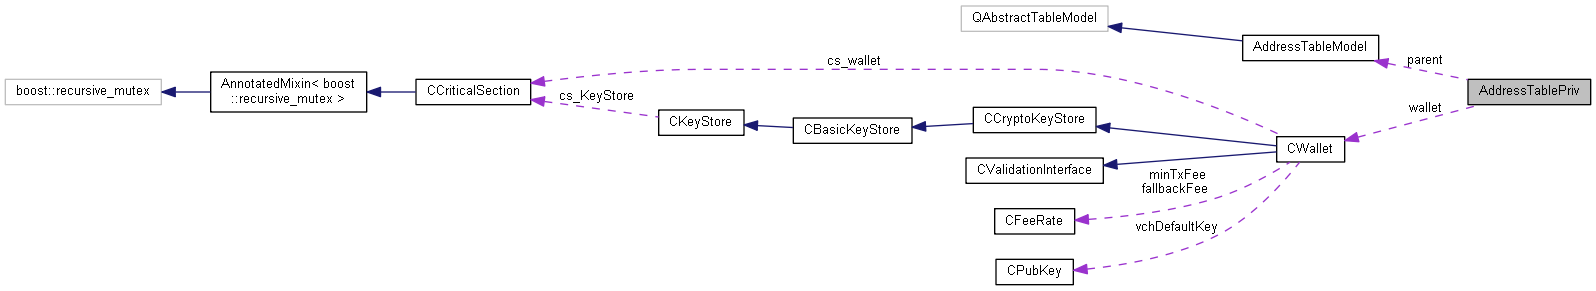 QAbstractTableModel
AddressTableModel
parent
cs_wallet
AnnotatedMixin< boost
::recursive_mutex >
boost::recursive_mutex
CCriticalSection
AddressTablePriv
cs_KeyStore
wallet
CKeyStore
CCryptoKeyStore
CBasicKeyStore
CWallet
CValidationInterface
minTxFee
fallbackFee
CFeeRate
vchDefaultKey
CPubKey